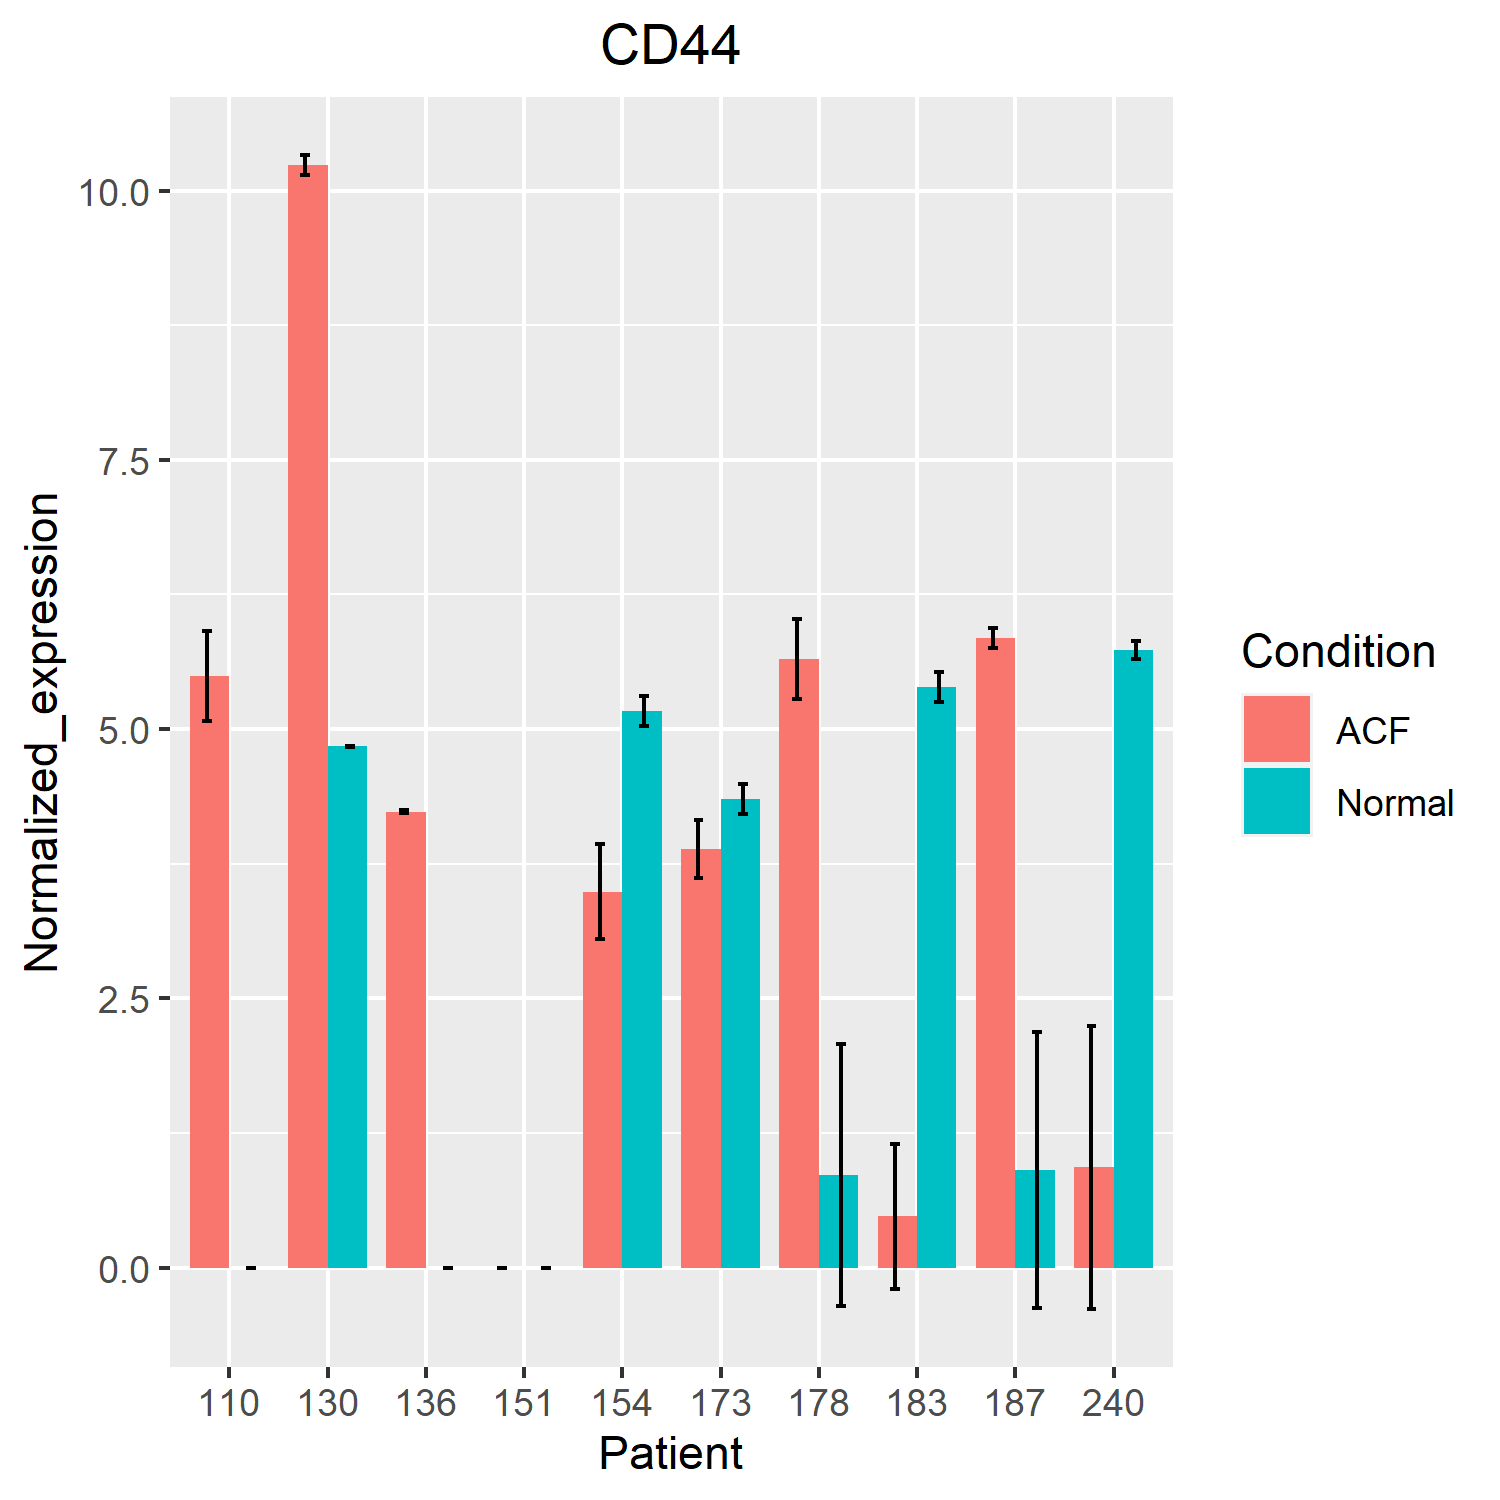 CD44
Normalized_expression
10.0
7.5
5.0
2.5
0.0
110 130 136 151 154 173 178 183 187 240
Patient
Condition
ACF
Normal